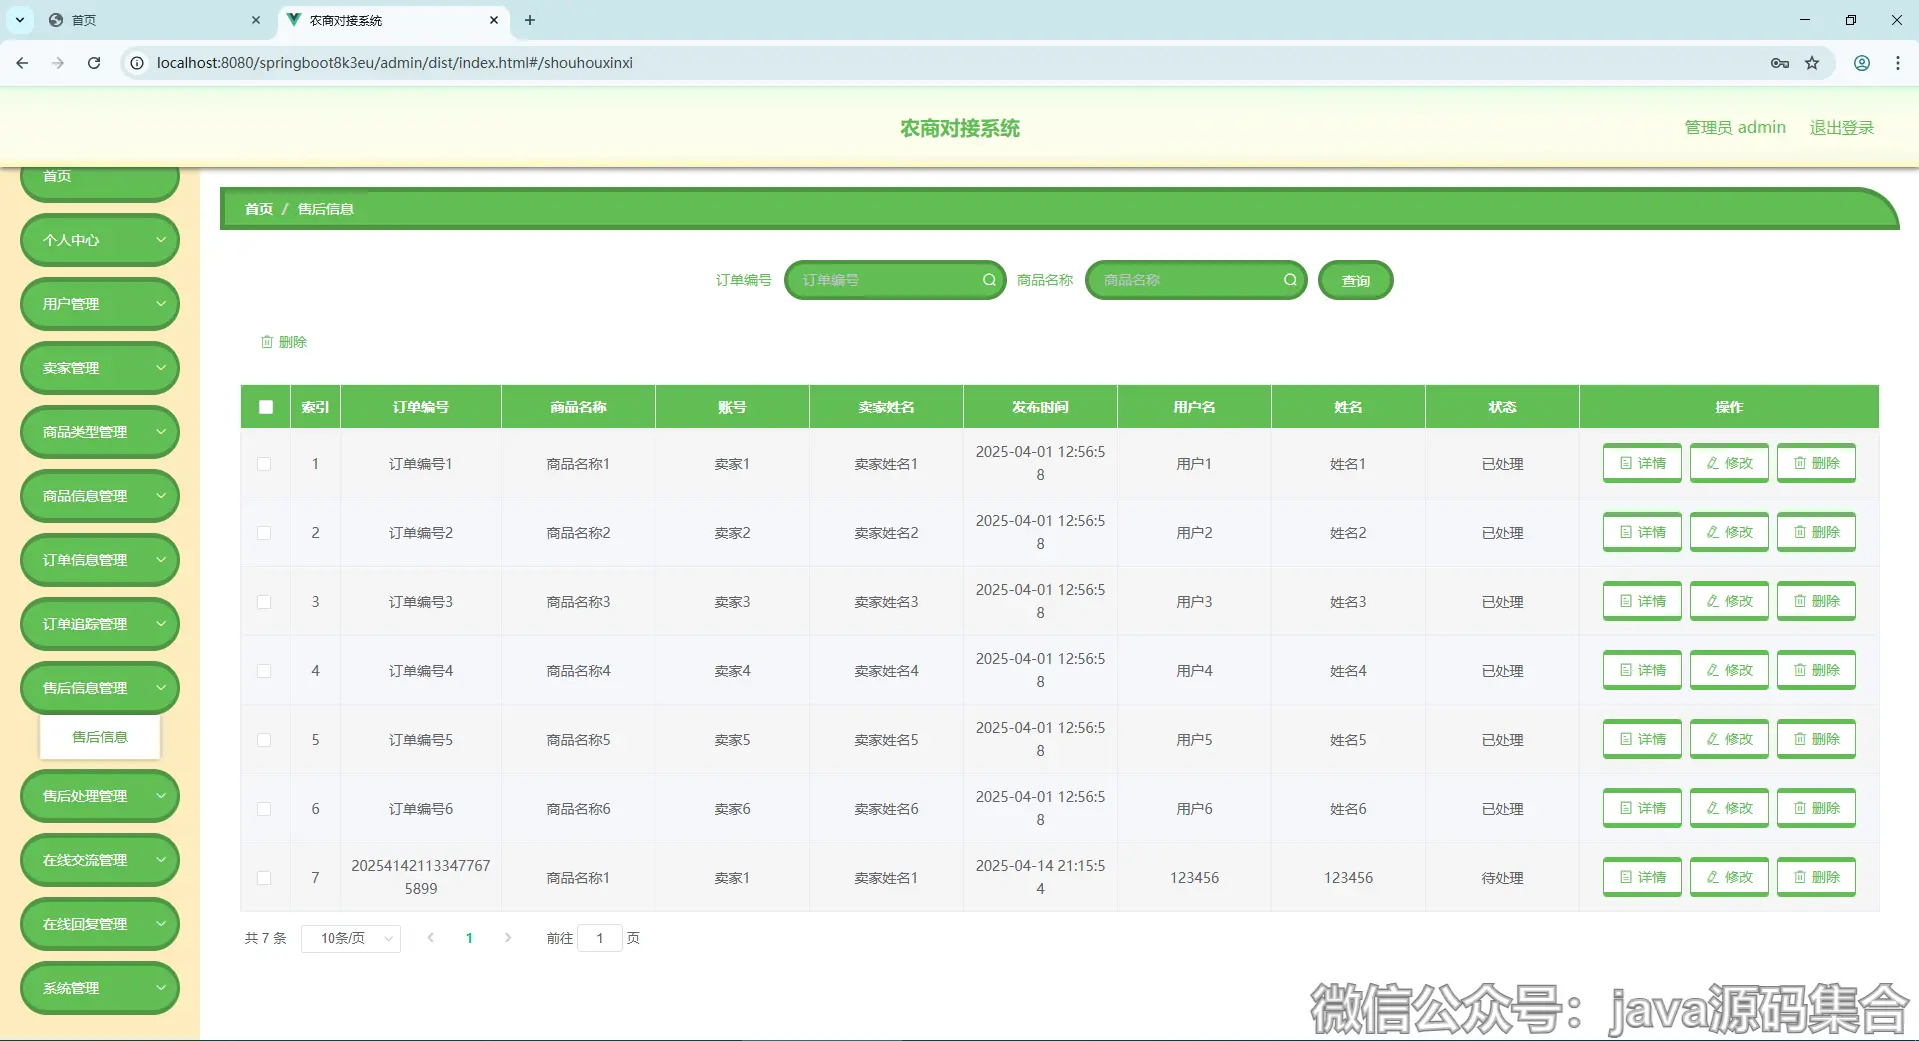 首页
农商对接系统
localhost:8080/springboot8k3eu/admin/dist/index.html#/shouhouxinxi
农商对接系统
管理员 admin
退出登录
首页
个人中心
用户管理
卖家管理
商品类型管理
商品信息管理
订单信息管理
订单追踪管理
售后信息管理
售后信息
售后处理管理
在线交流管理
在线回复管理
系统管理
首页 / 售后信息
订单编号 订单编号 商品名称 商品名称 查询
删除
索引 订单编号 商品名称 账号 卖家姓名 发布时间 用户名 姓名 状态 操作
1 订单编号1 商品名称1 卖家1 卖家姓名1 2025-04-01 12:56:5
8 用户1 姓名1 已处理 详情 修改 删除
2 订单编号2 商品名称2 卖家2 卖家姓名2 2025-04-01 12:56:5
8 用户2 姓名2 已处理 详情 修改 删除
3 订单编号3 商品名称3 卖家3 卖家姓名3 2025-04-01 12:56:5
8 用户3 姓名3 已处理 详情 修改 删除
4 订单编号4 商品名称4 卖家4 卖家姓名4 2025-04-01 12:56:5
8 用户4 姓名4 已处理 详情 修改 删除
5 订单编号5 商品名称5 卖家5 卖家姓名5 2025-04-01 12:56:5
8 用户5 姓名5 已处理 详情 修改 删除
6 订单编号6 商品名称6 卖家6 卖家姓名6 2025-04-01 12:56:5
8 用户6 姓名6 已处理 详情 修改 删除
7 20254142113347767
5899 商品名称1 卖家1 卖家姓名1 2025-04-14 21:15:5
4 123456 123456 待处理 详情 修改 删除
共 7 条 10条/页 1 前往 1 页
微信公众号：java源码集合